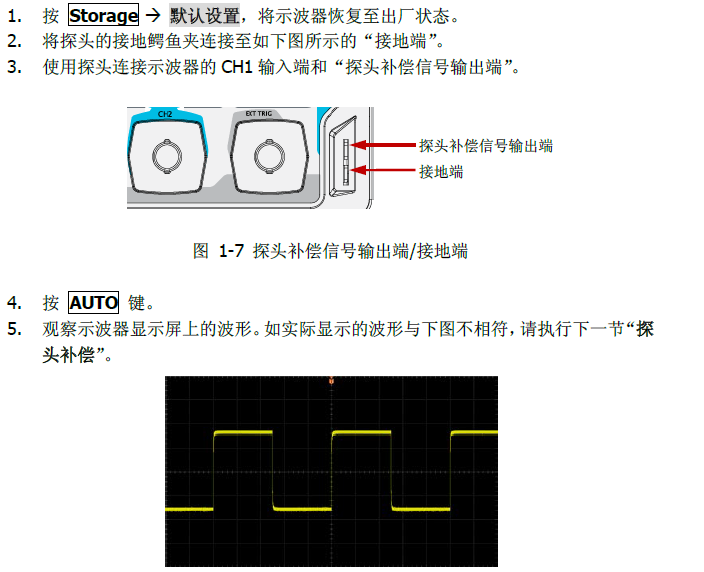 1. 按 Storage → 默认设置，将示波器恢复至出厂状态。
2. 将探头的接地鳄鱼夹连接至如下图所示的“接地端”。
3. 使用探头连接示波器的 CH1 输入端和“探头补偿信号输出端”。
CH2 EXT TRIG
探头补偿信号输出端
接地端
图 1-7 探头补偿信号输出端/接地端
4. 按 AUTO 键。
5. 观察示波器显示屏上的波形。如实际显示的波形与下图不相符，请执行下一节“探
头补偿”。
T